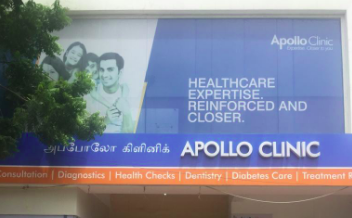 Apollo Clinic
HEALTHCARE
EXPERTISE.
REINFORCED AND
CLOSER.
அப்போலோ கிளினிக் APOLLO CLINIC
Consultation | Diagnostics | Health Checks | Dentistry | Diabetes Care | Treatment